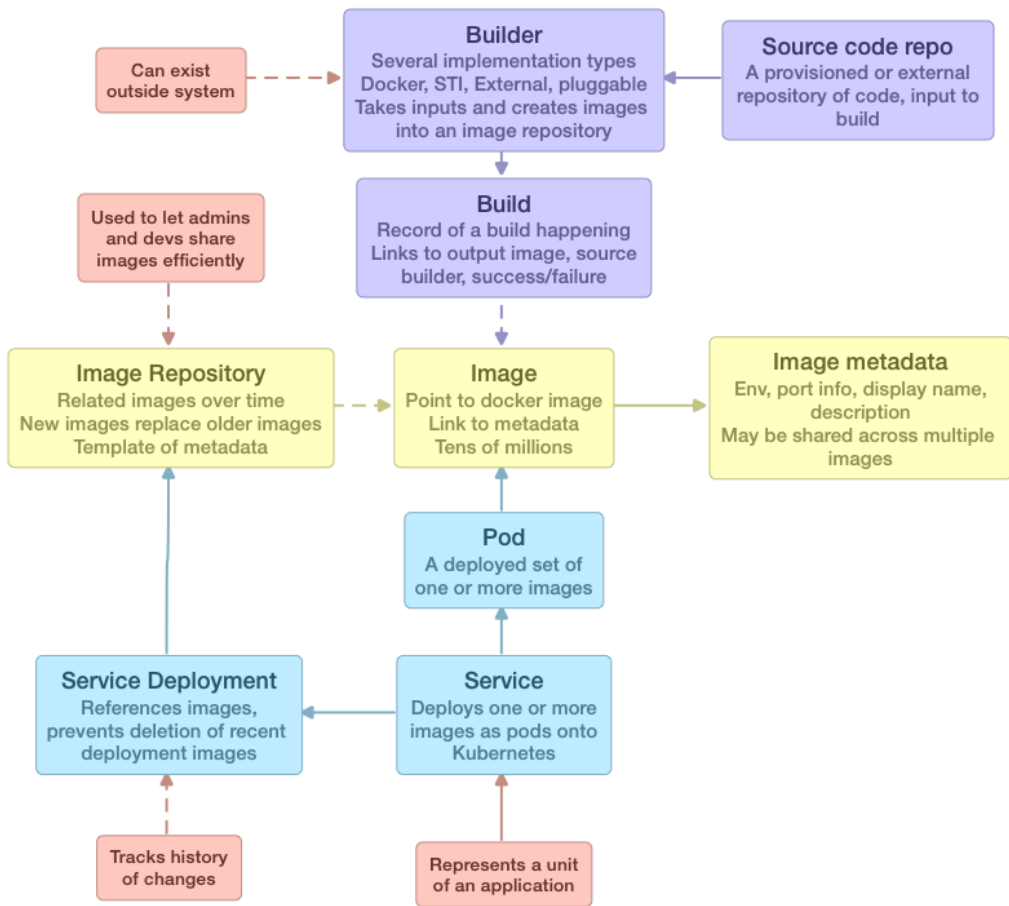 Can exist
outside system
Builder
Several implementation types
Docker, STI, External, pluggable
Takes inputs and creates images
into an image repository
Source code repo
A provisioned or external
repository of code, input to
build
Used to let admins
and devs share
images efficiently
Build
Record of a build happening
Links to output image, source
builder, success/failure
Image Repository
Related images over time
New images replace older images
Template of metadata
Image
Point to docker image
Link to metadata
Tens of millions
Image metadata
Env, port info, display name,
description
May be shared across multiple
images
Pod
A deployed set of
one or more images
Service Deployment
References images,
prevents deletion of recent
deployment images
Service
Deploys one or more
images as pods onto
Kubernetes
Tracks history
of changes
Represents a unit
of an application